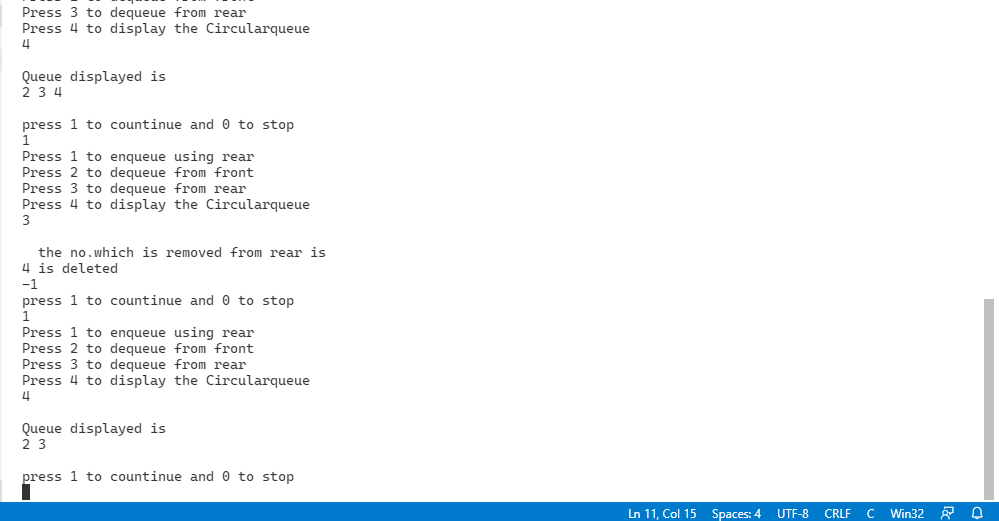 Press 2 to dequeue from front
Press 3 to dequeue from rear
Press 4 to display the Circularqueue
4
Queue displayed is
2 3 4
press 1 to countinue and 0 to stop
1
Press 1 to enqueue using rear
Press 2 to dequeue from front
Press 3 to dequeue from rear
Press 4 to display the Circularqueue
3
the no.which is removed from rear is
4 is deleted
-1
press 1 to countinue and 0 to stop
1
Press 1 to enqueue using rear
Press 2 to dequeue from front
Press 3 to dequeue from rear
Press 4 to display the Circularqueue
4
Queue displayed is
2 3
press 1 to countinue and 0 to stop
Ln 11, Col 15 Spaces: 4 UTF-8 CRLF C Win32